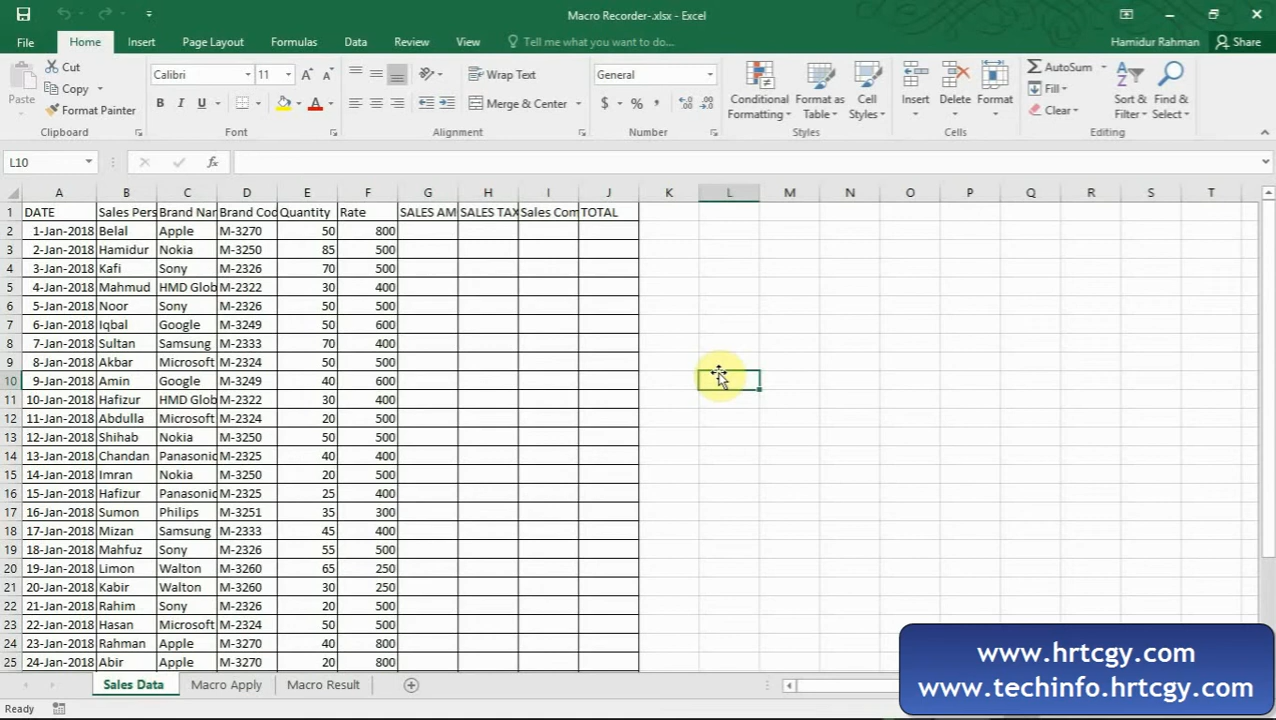 Macro Recorder-.xlsx - Excel
File Home Insert Page Layout Formulas Data Review View Tell me what you want to do... Hamidur Rahman Share
Paste Cut Copy Format Painter Clipboard
Calibri 11 B I U A Font
Wrap Text Merge & Center Alignment
General $ % , Number
Conditional Formatting Format as Table Cell Styles Styles
Insert Delete Format Cells
AutoSum Fill Clear Sort & Filter Find & Select Editing
L10 fx
A B C D E F G H I J K L M N O P Q R S T
1 DATE Sales Pers Brand Nar Brand Cod Quantity Rate SALES AM SALES TAX Sales Com TOTAL
2 1-Jan-2018 Belal Apple M-3270 50 800
3 2-Jan-2018 Hamidur Nokia M-3250 85 500
4 3-Jan-2018 Kafi Sony M-2326 70 500
5 4-Jan-2018 Mahmud HMD Glob M-2322 30 400
6 5-Jan-2018 Noor Sony M-2326 50 500
7 6-Jan-2018 Iqbal Google M-3249 50 600
8 7-Jan-2018 Sultan Samsung M-2333 70 400
9 8-Jan-2018 Akbar Microsoft M-2324 50 500
10 9-Jan-2018 Amin Google M-3249 40 600
11 10-Jan-2018 Hafizur HMD Glob M-2322 30 400
12 11-Jan-2018 Abdulla Microsoft M-2324 20 500
13 12-Jan-2018 Shihab Nokia M-3250 50 500
14 13-Jan-2018 Chandan Panasonic M-2325 40 400
15 14-Jan-2018 Imran Nokia M-3250 20 500
16 15-Jan-2018 Hafizur Panasonic M-2325 25 400
17 16-Jan-2018 Sumon Philips M-3251 35 300
18 17-Jan-2018 Mizan Samsung M-2333 45 400
19 18-Jan-2018 Mahfuz Sony M-2326 55 500
20 19-Jan-2018 Limon Walton M-3260 65 250
21 20-Jan-2018 Kabir Walton M-3260 30 250
22 21-Jan-2018 Rahim Sony M-2326 20 500
23 22-Jan-2018 Hasan Microsoft M-2324 50 500
24 23-Jan-2018 Rahman Apple M-3270 40 800
25 24-Jan-2018 Abir Apple M-3270 20 800
www.hrtcgy.com
www.techinfo.hrtcgy.com
Sales Data Macro Apply Macro Result
Ready